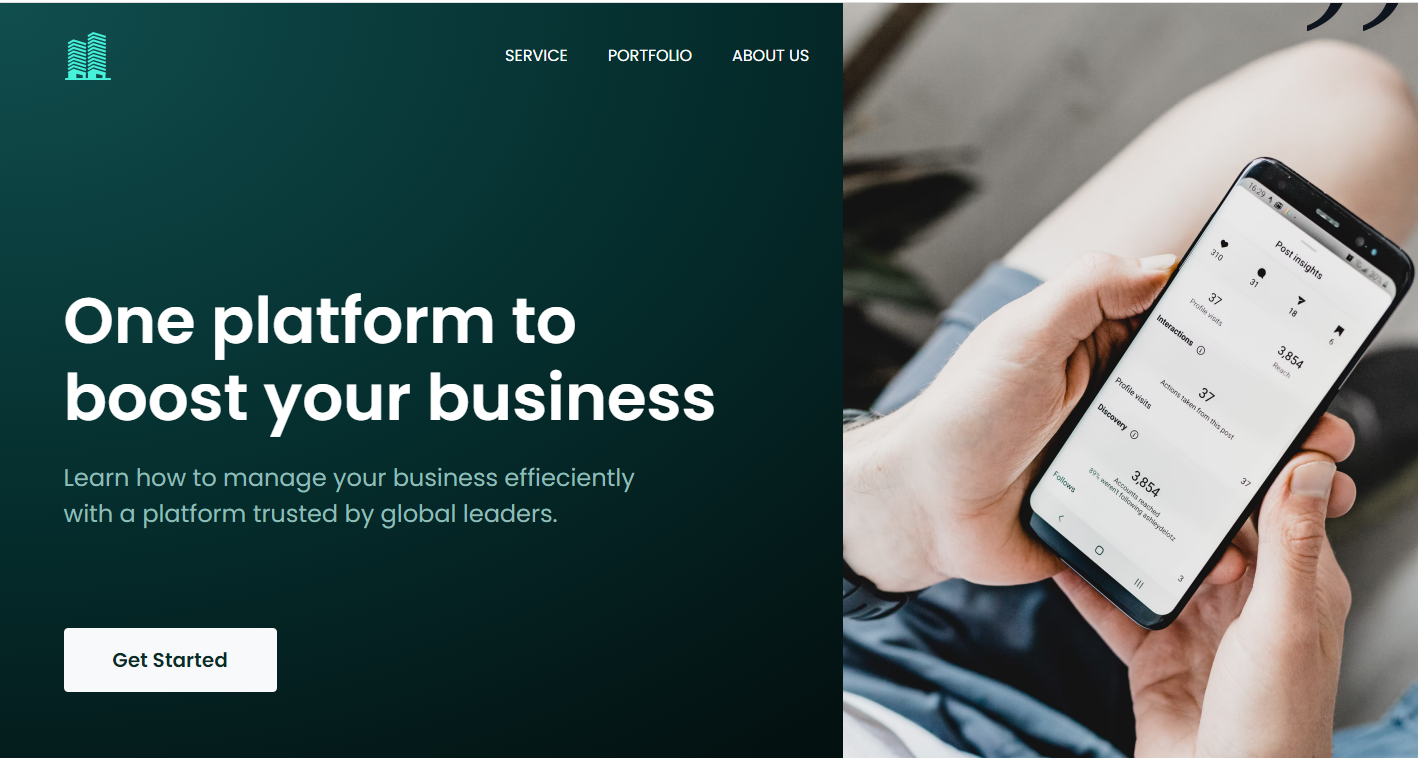 SERVICE PORTFOLIO ABOUT US
One platform to
boost your business
Learn how to manage your business effieciently
with a platform trusted by global leaders.
Get Started
”
16:29
Post insights
310 31 18 6
37
Profile visits
3,854
Reach
Interactions
37
Actions taken from this post
Profile visits 37
Discovery
3,854
Accounts reached
89% weren't following ashleydelotz
Follows 3